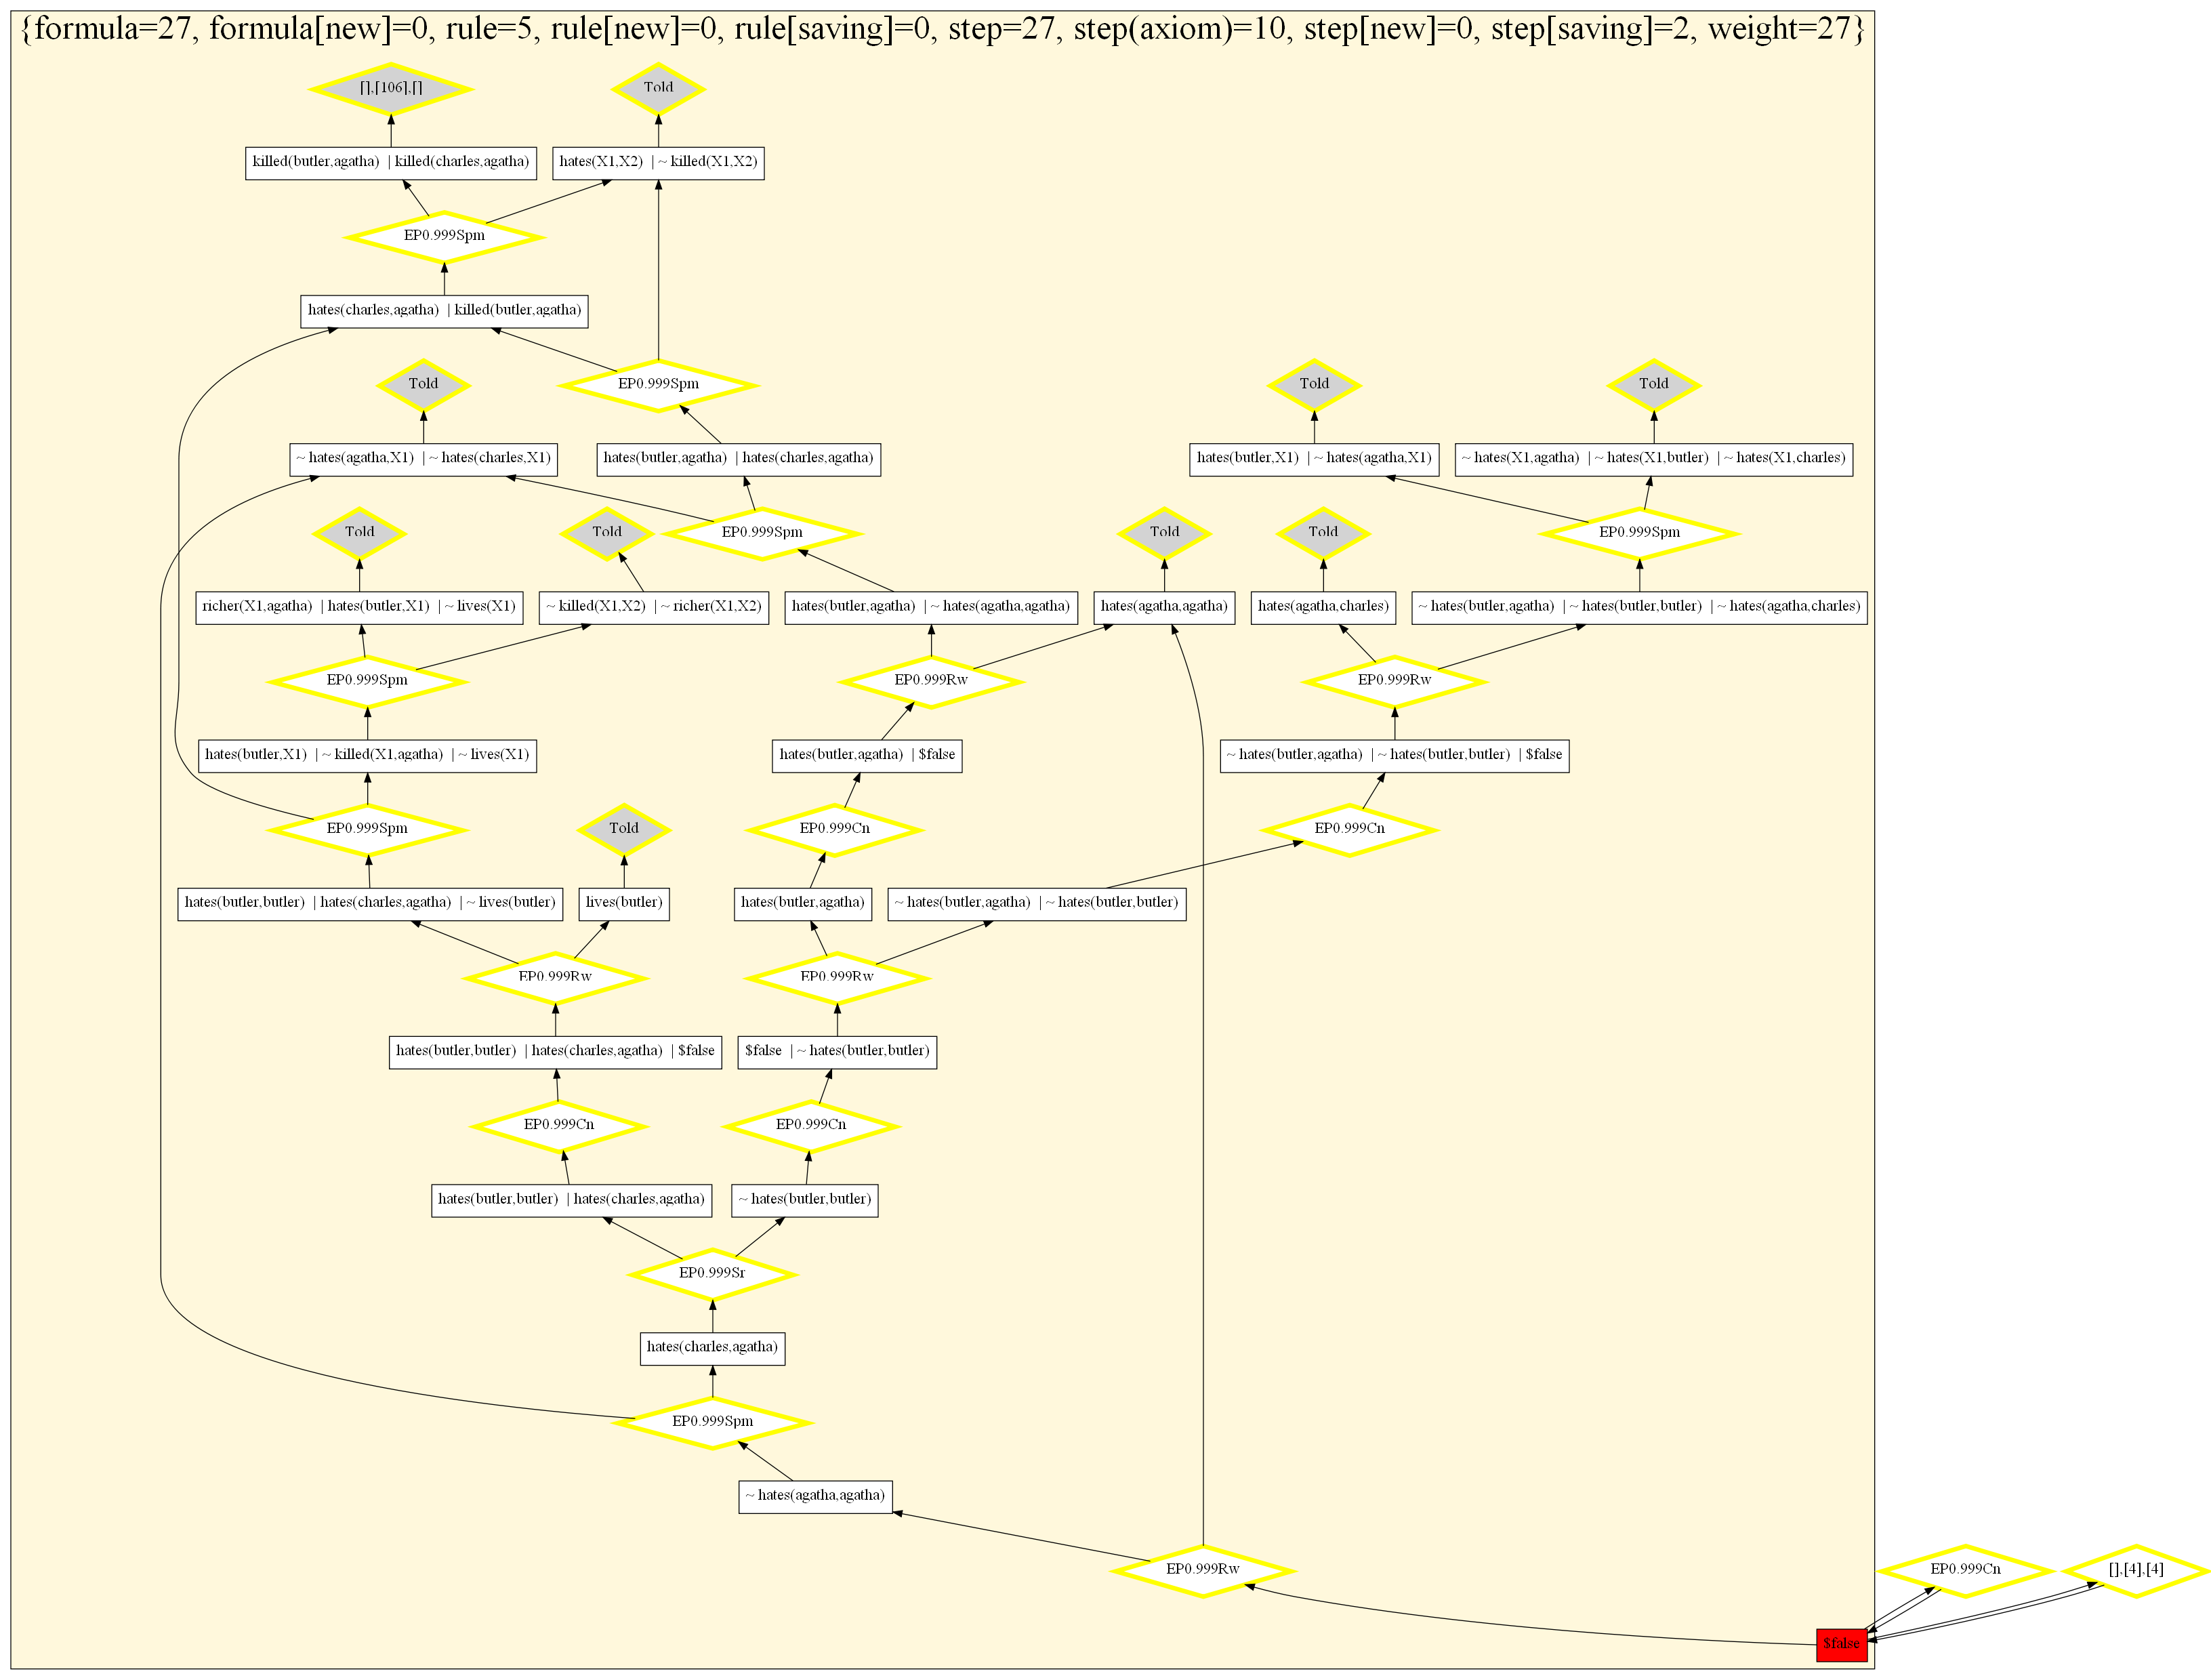 {formula=27, formula[new]=0, rule=5, rule[new]=0, rule[saving]=0, step=27, step(axiom)=10, step[new]=0, step[saving]=2, weight=27}
[],[106],[]
Told
killed(butler,agatha) | killed(charles,agatha)
hates(X1,X2) | ~ killed(X1,X2)
EP0.999Spm
hates(charles,agatha) | killed(butler,agatha)
Told
EP0.999Spm
Told
Told
~ hates(agatha,X1) | ~ hates(charles,X1)
hates(butler,agatha) | hates(charles,agatha)
hates(butler,X1) | ~ hates(agatha,X1)
~ hates(X1,agatha) | ~ hates(X1,butler) | ~ hates(X1,charles)
Told
Told
EP0.999Spm
Told
Told
EP0.999Spm
richer(X1,agatha) | hates(butler,X1) | ~ lives(X1)
~ killed(X1,X2) | ~ richer(X1,X2)
hates(butler,agatha) | ~ hates(agatha,agatha)
hates(agatha,agatha)
hates(agatha,charles)
~ hates(butler,agatha) | ~ hates(butler,butler) | ~ hates(agatha,charles)
EP0.999Spm
EP0.999Rw
EP0.999Rw
hates(butler,X1) | ~ killed(X1,agatha) | ~ lives(X1)
hates(butler,agatha) | $false
~ hates(butler,agatha) | ~ hates(butler,butler) | $false
EP0.999Spm
Told
EP0.999Cn
EP0.999Cn
hates(butler,butler) | hates(charles,agatha) | ~ lives(butler)
lives(butler)
hates(butler,agatha)
~ hates(butler,agatha) | ~ hates(butler,butler)
EP0.999Rw
EP0.999Rw
hates(butler,butler) | hates(charles,agatha) | $false
$false | ~ hates(butler,butler)
EP0.999Cn
EP0.999Cn
hates(butler,butler) | hates(charles,agatha)
~ hates(butler,butler)
EP0.999Sr
hates(charles,agatha)
EP0.999Spm
~ hates(agatha,agatha)
EP0.999Rw
EP0.999Cn
[],[4],[4]
$false